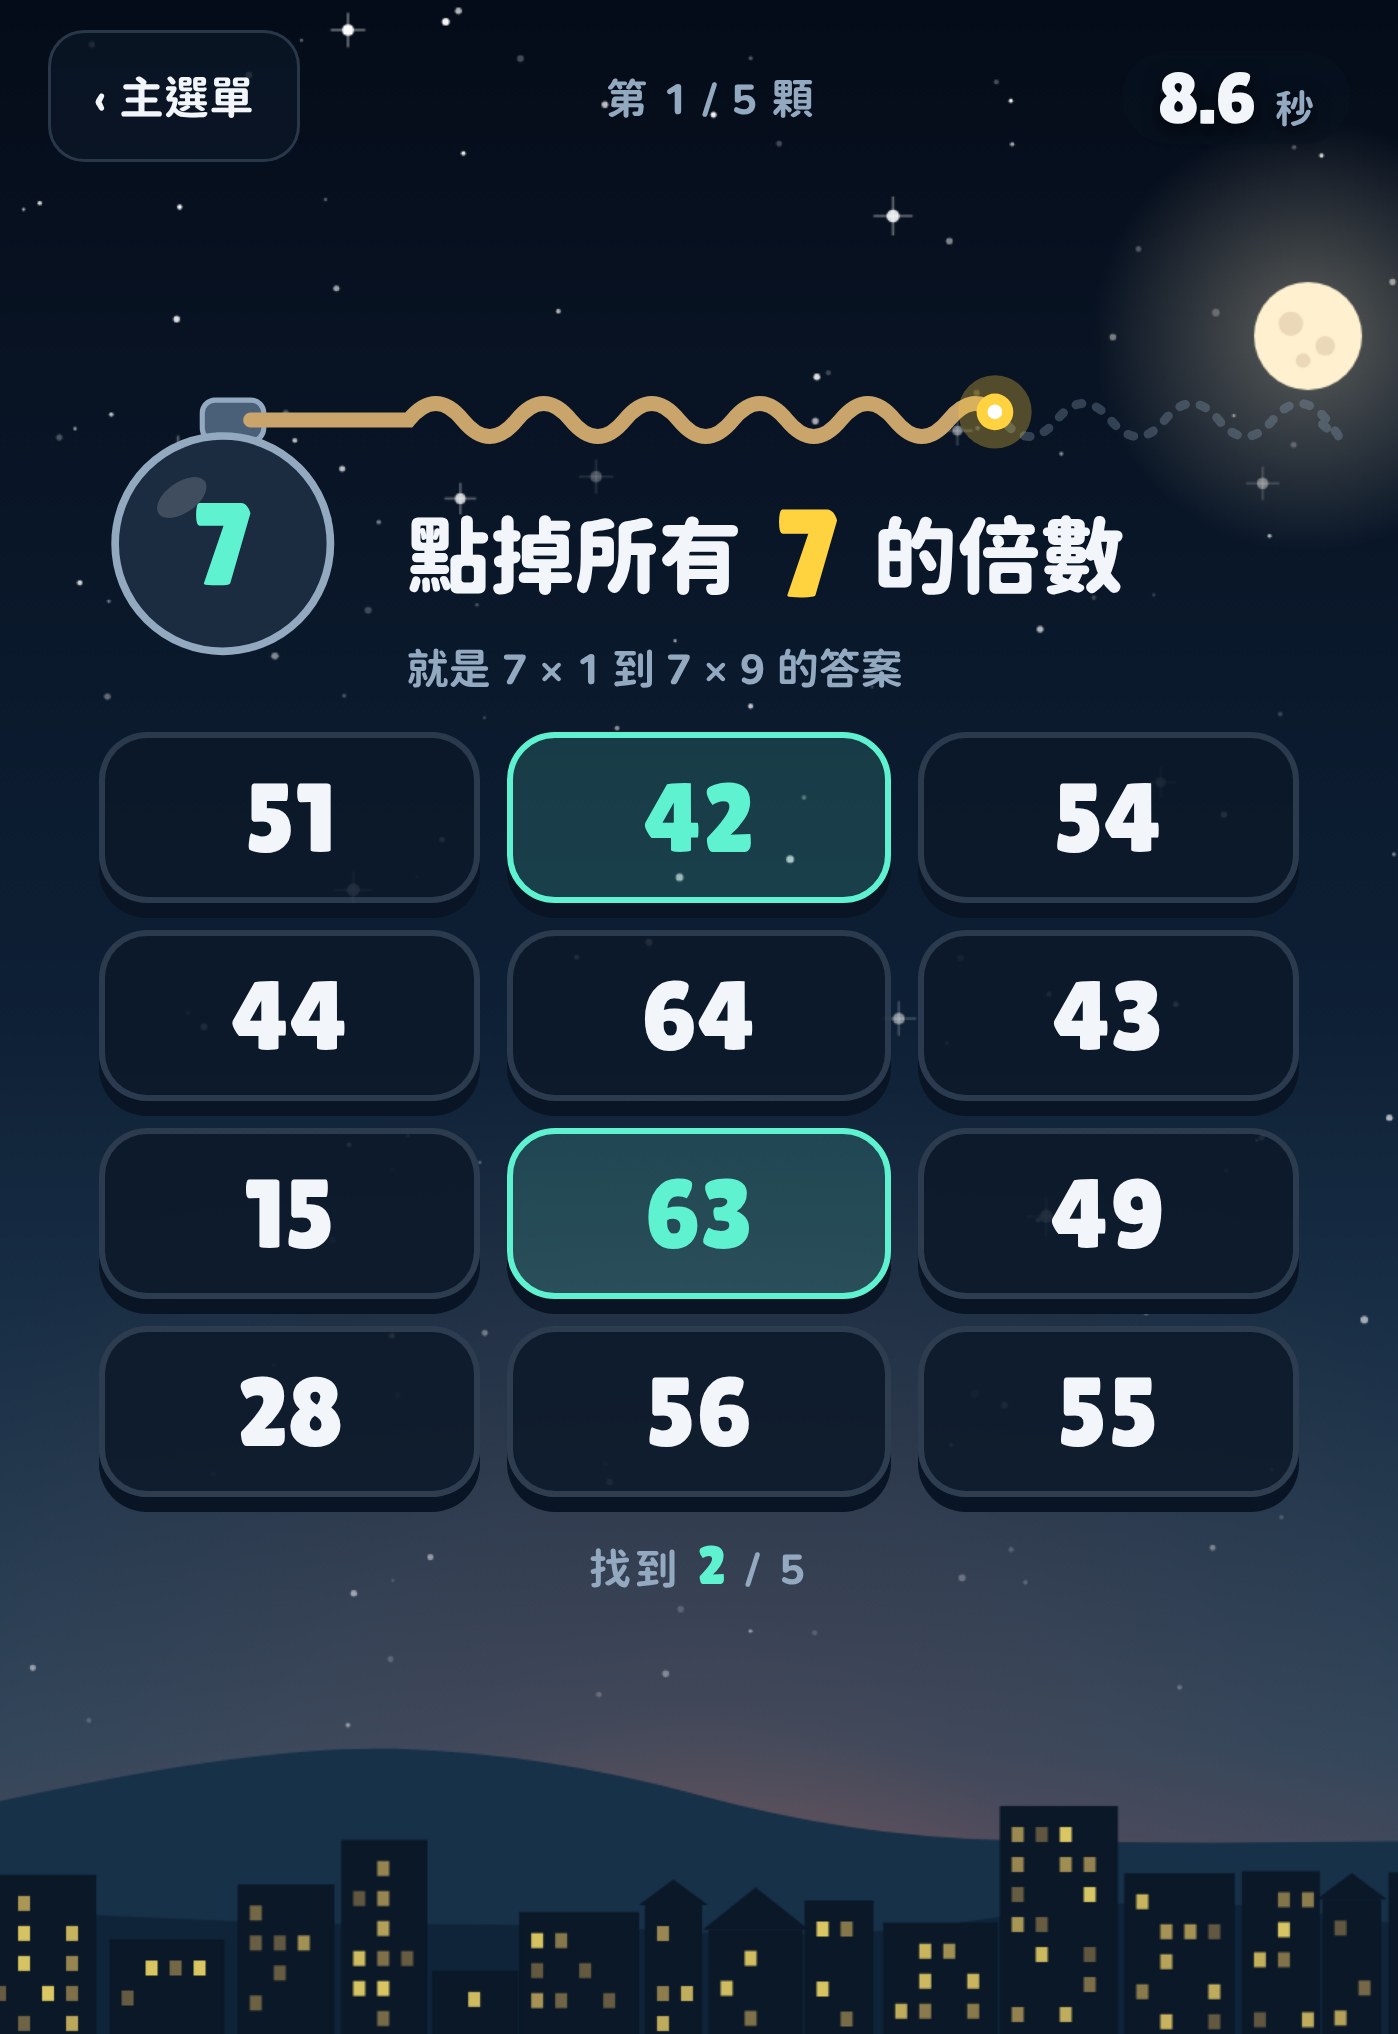 ‹ 主選單
第 1 / 5 顆
8.6 秒
7
點掉所有 7 的倍數
就是 7 × 1 到 7 × 9 的答案
51 42 54
44 64 43
15 63 49
28 56 55
找到 2 / 5